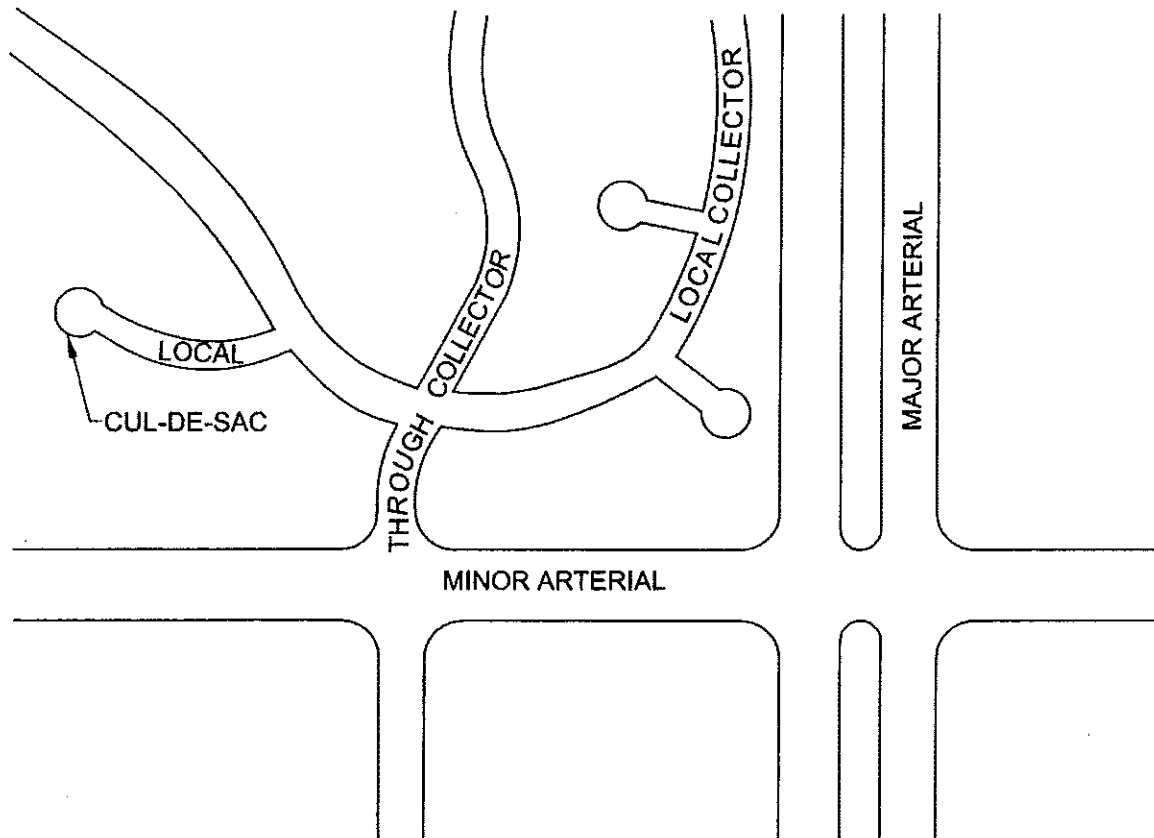 LOCAL COLLECTOR
THROUGH COLLECTOR
MAJOR ARTERIAL
LOCAL
CUL-DE-SAC
MINOR ARTERIAL